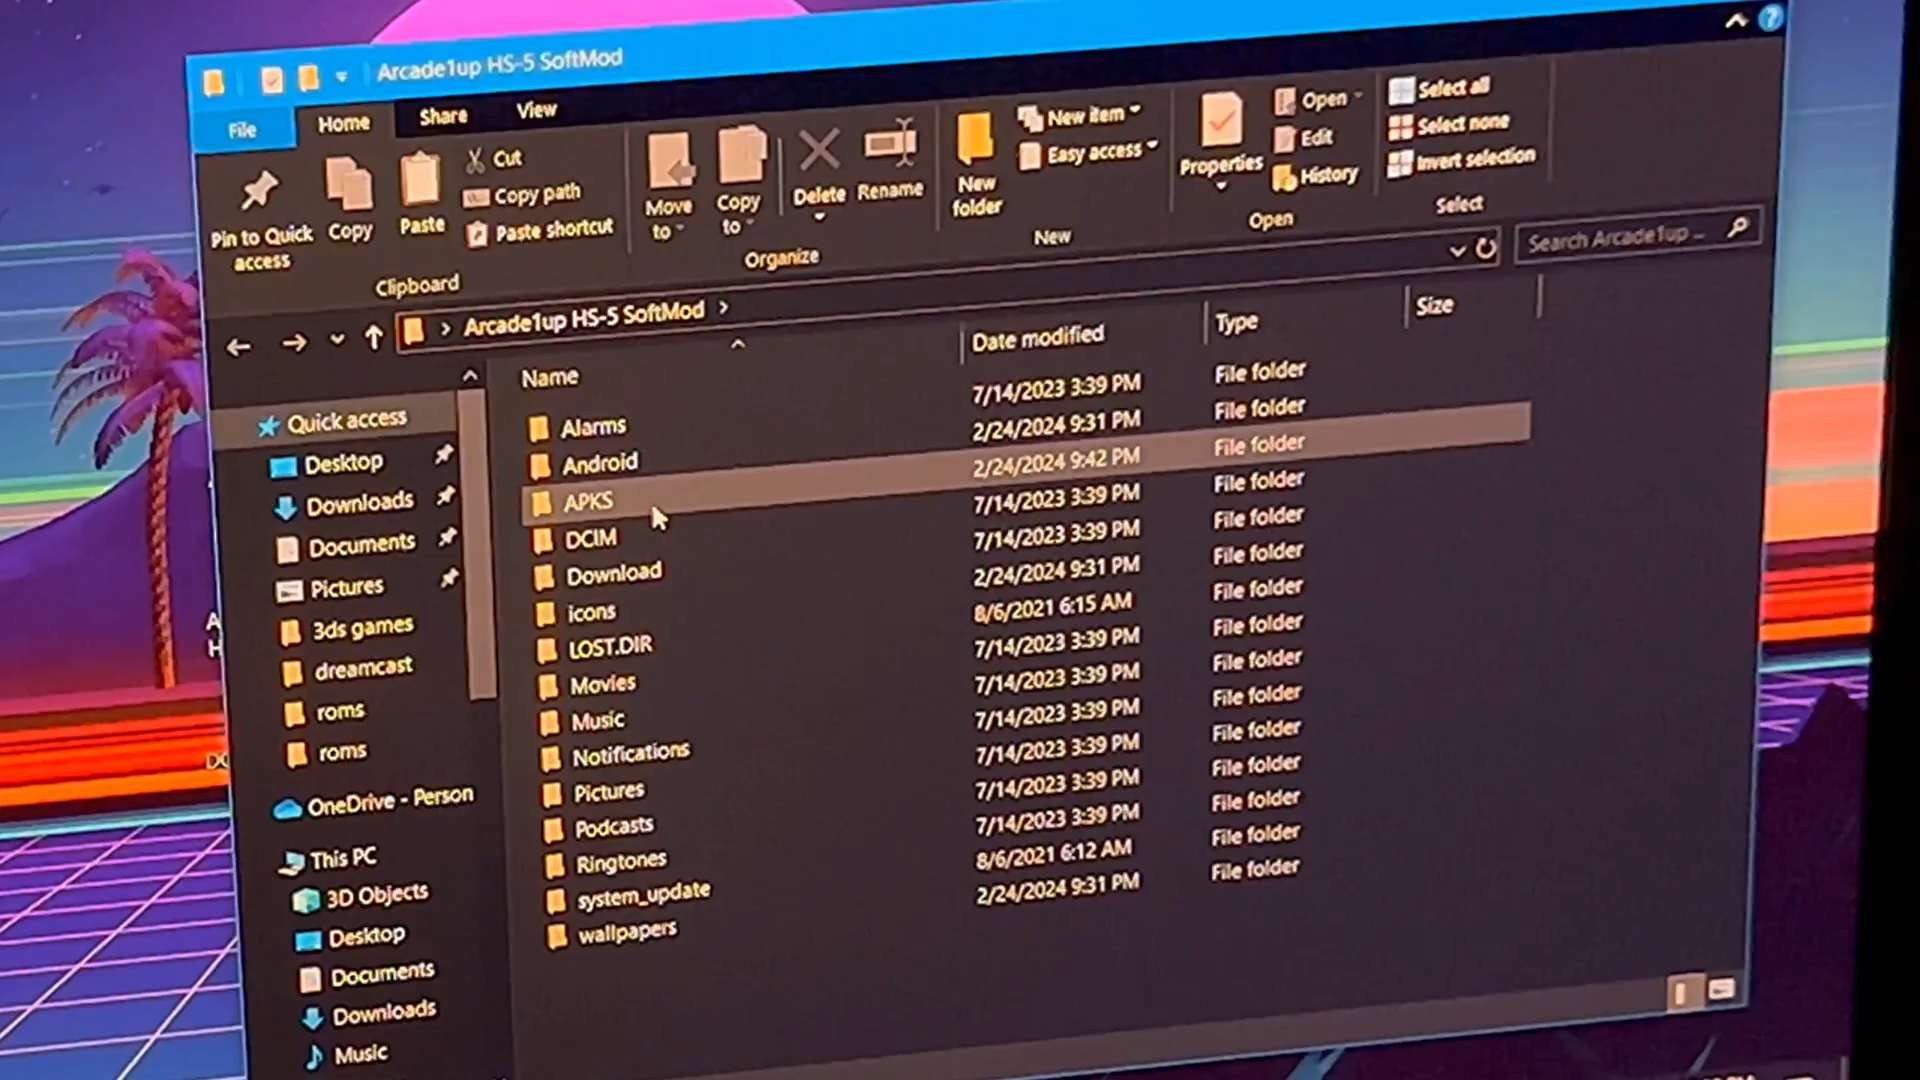 Arcade1up HS-5 SoftMod
File Home Share View
Pin to Quick access
Copy
Paste
Cut
Copy path
Paste shortcut
Clipboard
Move to
Copy to
Delete
Rename
Organize
New folder
New item
Easy access
New
Properties
Open
Edit
History
Open
Select all
Select none
Invert selection
Select
Arcade1up HS-5 SoftMod
Search Arcade1up ...
Name Date modified Type Size
Quick access
Desktop
Downloads
Documents
Pictures
3ds games
dreamcast
roms
roms
OneDrive - Person
This PC
3D Objects
Desktop
Documents
Downloads
Music
Alarms 7/14/2023 3:39 PM File folder
Android 2/24/2024 9:31 PM File folder
APKS 2/24/2024 9:42 PM File folder
DCIM 7/14/2023 3:39 PM File folder
Download 7/14/2023 3:39 PM File folder
icons 2/24/2024 9:31 PM File folder
LOST.DIR 8/6/2021 6:15 AM File folder
Movies 7/14/2023 3:39 PM File folder
Music 7/14/2023 3:39 PM File folder
Notifications 7/14/2023 3:39 PM File folder
Pictures 7/14/2023 3:39 PM File folder
Podcasts 7/14/2023 3:39 PM File folder
Ringtones 7/14/2023 3:39 PM File folder
system_update 8/6/2021 6:12 AM File folder
wallpapers 2/24/2024 9:31 PM File folder